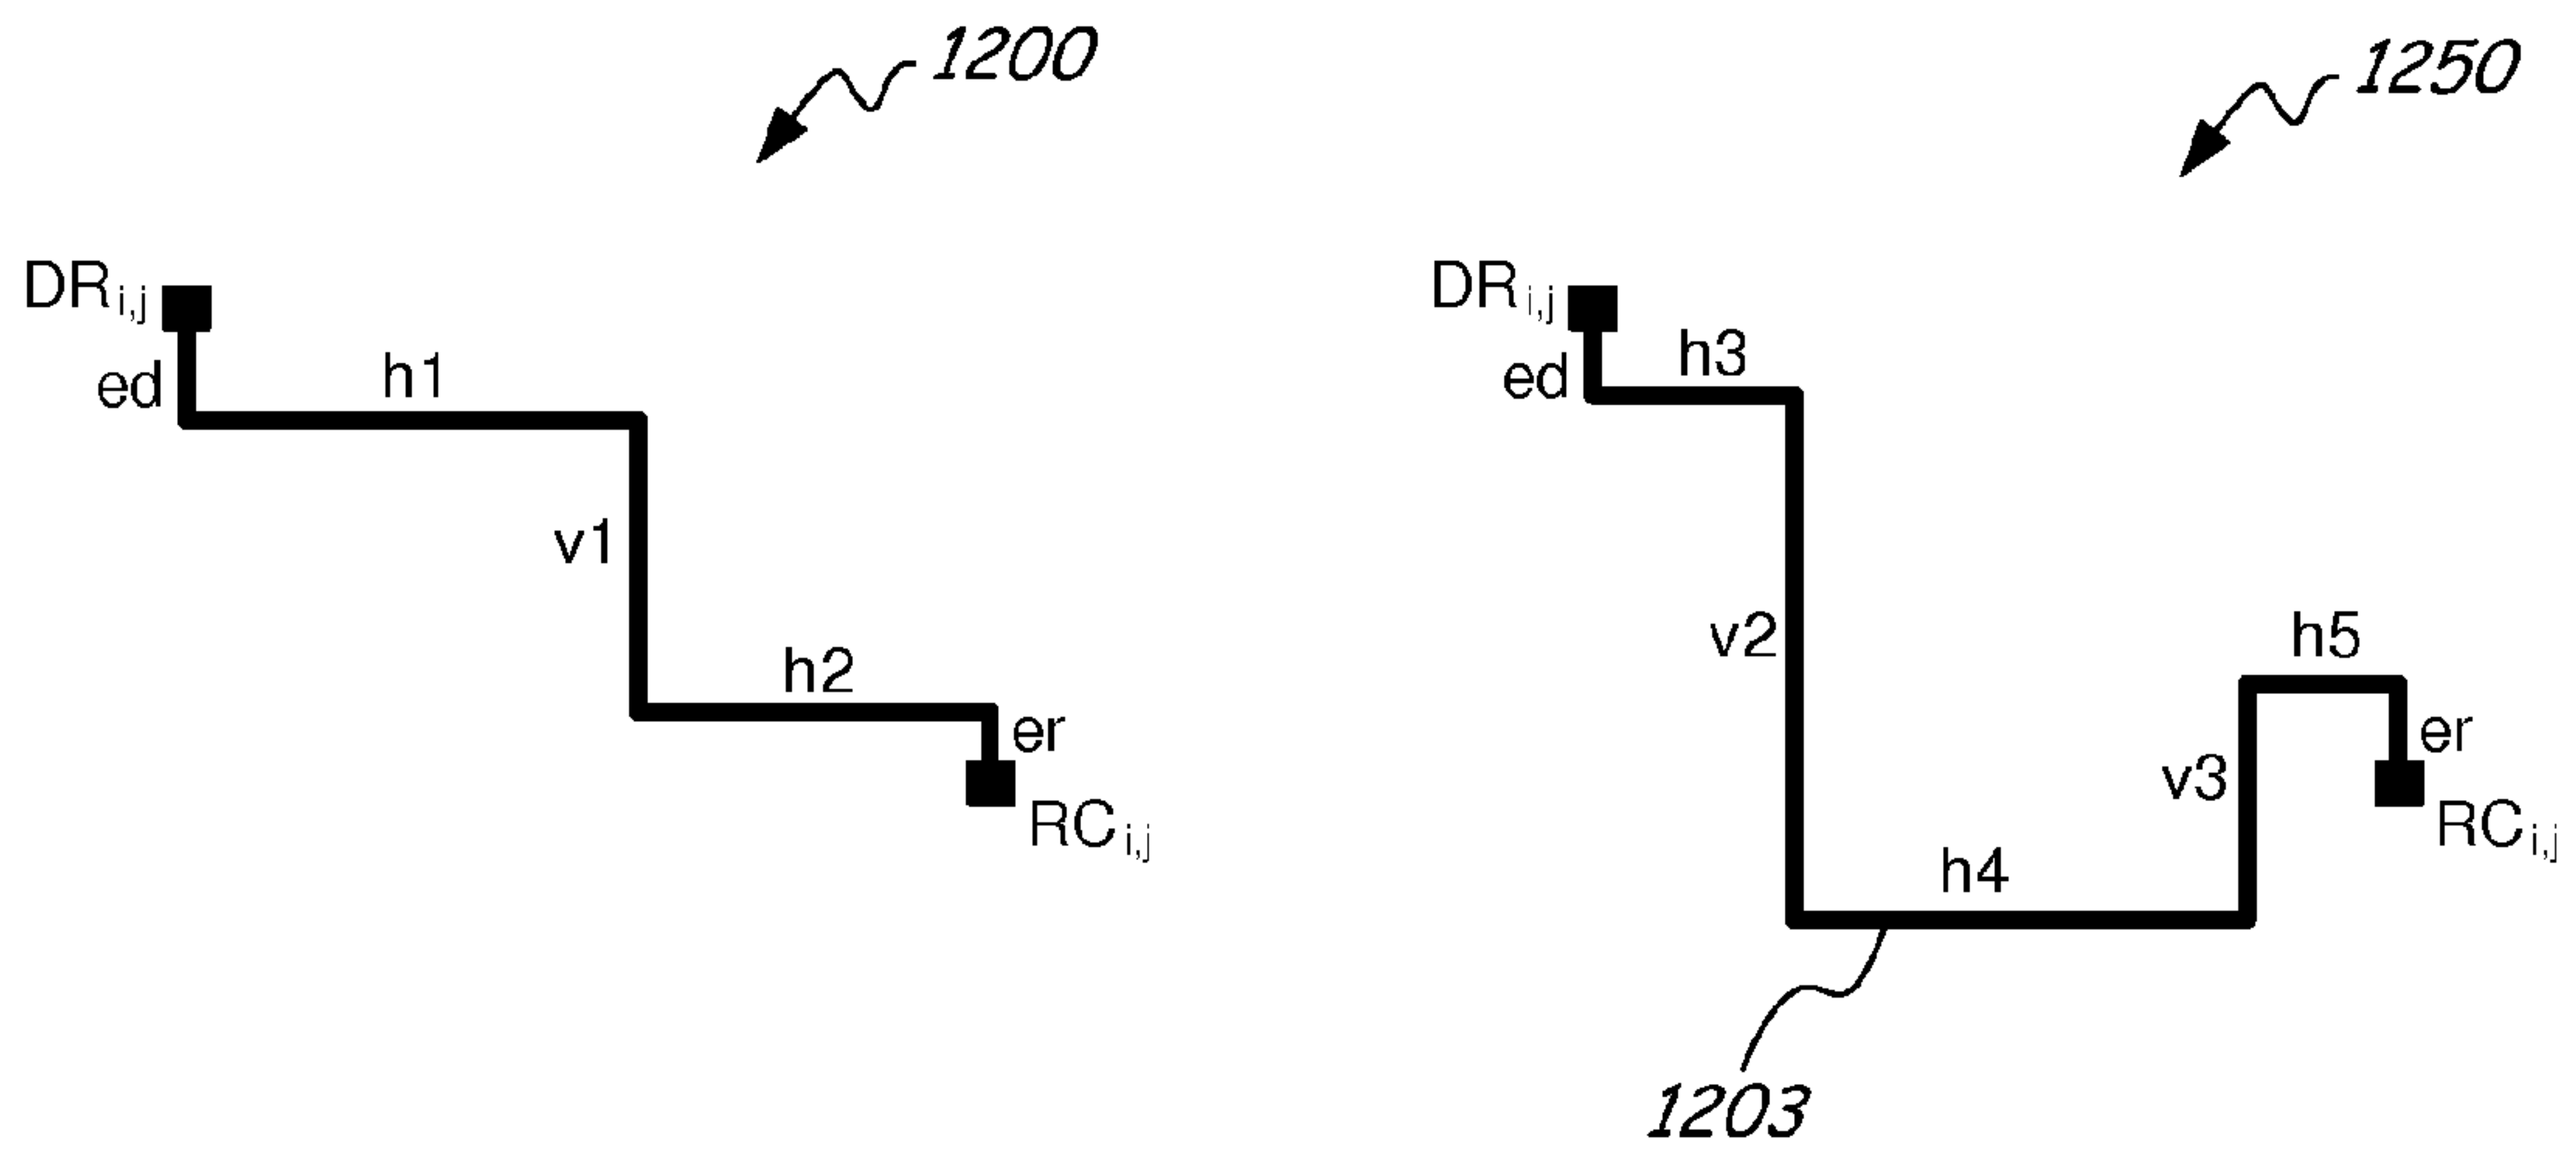 1200
1250
DRi,j
DRi,j
h3
h1
ed
ed
v1
v2
h5
h2
er
er
v3
RCi,j
RCi,j
h4
1203